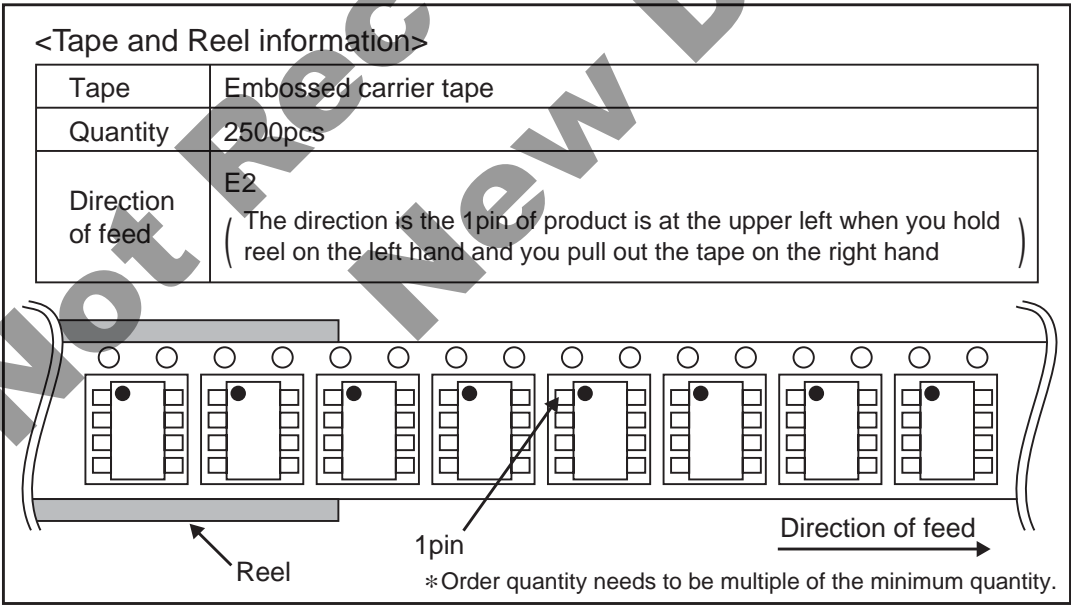 <Tape and Reel information>
Tape Embossed carrier tape
Quantity 2500pcs
Direction of feed E2
( The direction is the 1pin of product is at the upper left when you hold
reel on the left hand and you pull out the tape on the right hand )
Direction of feed
1pin
Reel
*Order quantity needs to be multiple of the minimum quantity.
Not Rec
New D